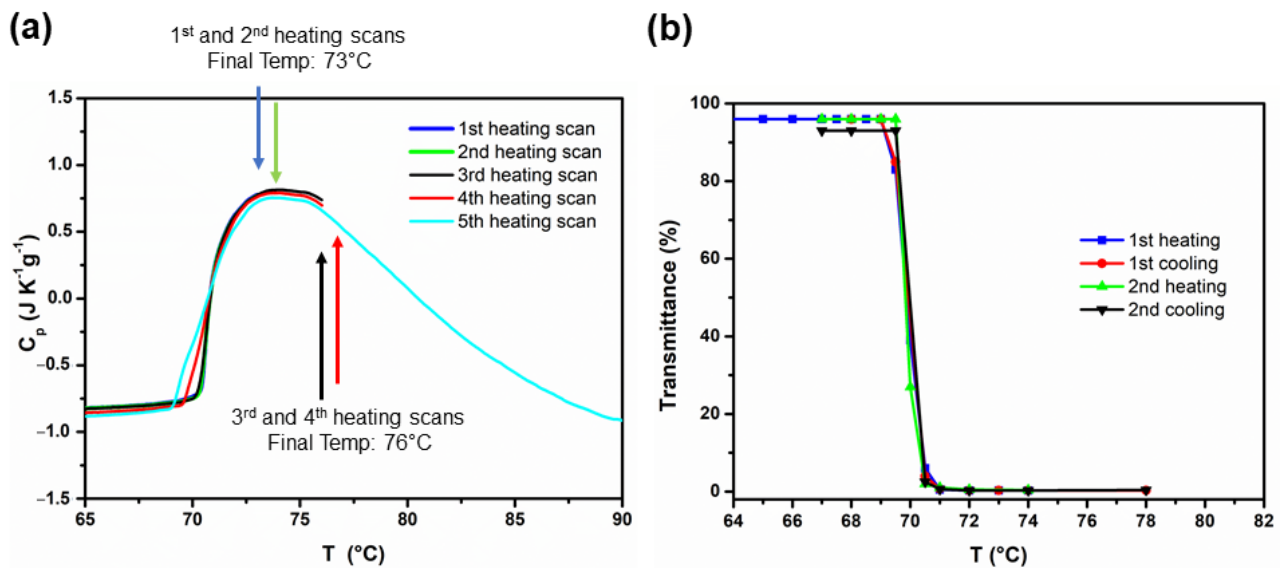 (a)
1st and 2nd heating scans
Final Temp: 73°C
1.5
1.0
0.5
0.0
−0.5
−1.0
−1.5
Cp (J K-1g-1)
1st heating scan
2nd heating scan
3rd heating scan
4th heating scan
5th heating scan
3rd and 4th heating scans
Final Temp: 76°C
65 70 75 80 85 90
T (°C)
(b)
100
80
60
40
20
0
Transmittance (%)
1st heating
1st cooling
2nd heating
2nd cooling
64 66 68 70 72 74 76 78 80 82
T (°C)